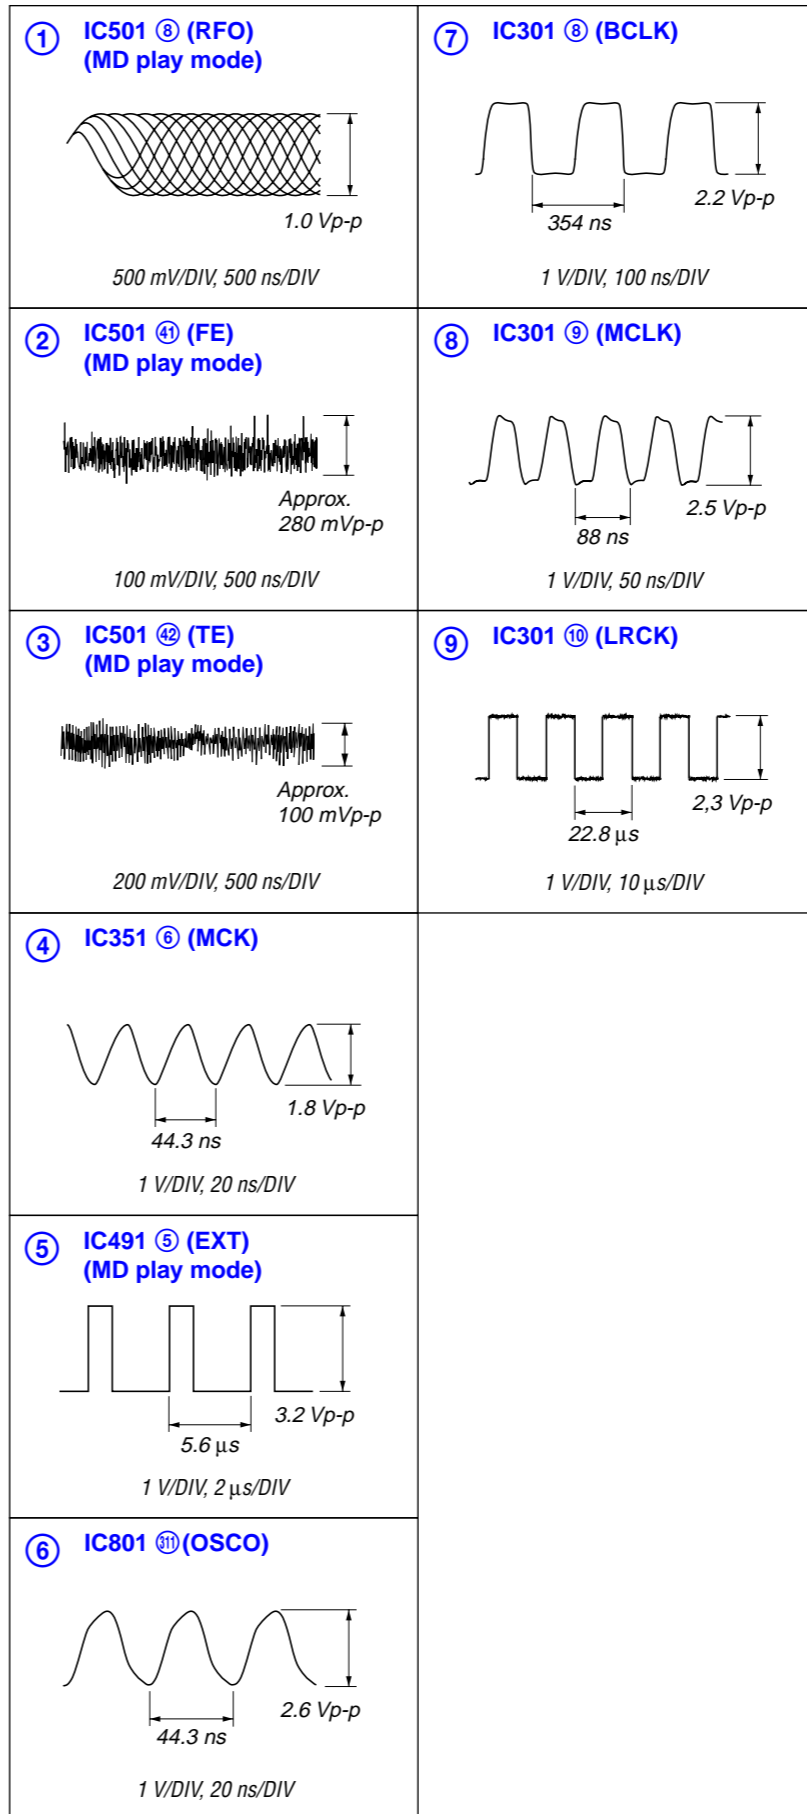 ① IC501 ⑧ (RFO)
(MD play mode)
1.0 Vp-p
500 mV/DIV, 500 ns/DIV
② IC501 ㊶ (FE)
(MD play mode)
Approx.
280 mVp-p
100 mV/DIV, 500 ns/DIV
③ IC501 ㊷ (TE)
(MD play mode)
Approx.
100 mVp-p
200 mV/DIV, 500 ns/DIV
④ IC351 ⑥ (MCK)
1.8 Vp-p
44.3 ns
1 V/DIV, 20 ns/DIV
⑤ IC491 ⑤ (EXT)
(MD play mode)
3.2 Vp-p
5.6 µs
1 V/DIV, 2 µs/DIV
⑥ IC801 (311) (OSCO)
2.6 Vp-p
44.3 ns
1 V/DIV, 20 ns/DIV
⑦ IC301 ⑧ (BCLK)
2.2 Vp-p
354 ns
1 V/DIV, 100 ns/DIV
⑧ IC301 ⑨ (MCLK)
2.5 Vp-p
88 ns
1 V/DIV, 50 ns/DIV
⑨ IC301 ⑩ (LRCK)
2,3 Vp-p
22.8 µs
1 V/DIV, 10 µs/DIV